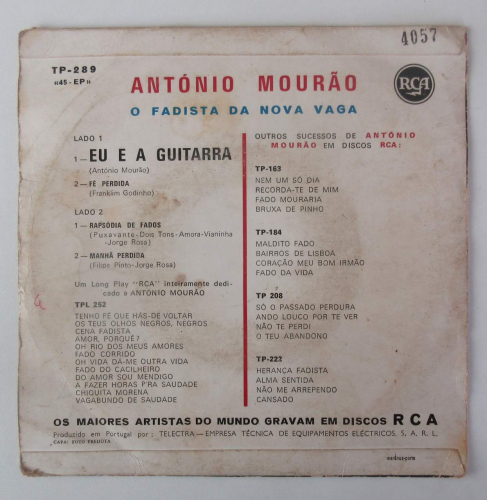 4057
TP-289
«45-EP»
ANTÓNIO MOURÃO
O FADISTA DA NOVA VAGA
RCA
LADO 1
1 — EU E A GUITARRA
(António Mourão)
2 — FÉ PERDIDA
(Franklim Godinho)
LADO 2
1 — RAPSÓDIA DE FADOS
(Puxavante-Dois Tons-Amora-Vianinha
-Jorge Rosa)
2 — MANHÃ PERDIDA
(Filipe Pinto-Jorge Rosa)
Um Long Play "RCA" inteiramente dedi-
cado a ANTÓNIO MOURÃO
TPL 252
TENHO FÉ QUE HÁS-DE VOLTAR
OS TEUS OLHOS NEGROS, NEGROS
CENA FADISTA
AMOR, PORQUÊ?
OH RIO DOS MEUS AMORES
FADO CORRIDO
OH VIDA DÁ-ME OUTRA VIDA
FADO DO CACILHEIRO
DO AMOR SOU MENDIGO
A FAZER HORAS P'RA SAUDADE
CHIQUITA MORENA
VAGABUNDO DE SAUDADE
OUTROS SUCESSOS DE ANTÓNIO
MOURÃO EM DISCOS RCA:
TP-163
NEM UM SÓ DIA
RECORDA-TE DE MIM
FADO MOURARIA
BRUXA DE PINHO
TP-184
MALDITO FADO
BAIRROS DE LISBOA
CORAÇÃO MEU BOM IRMÃO
FADO DA VIDA
TP 208
SÓ O PASSADO PERDURA
ANDO LOUCO POR TE VER
NÃO TE PERDI
O TEU ABANDONO
TP-222
HERANÇA FADISTA
ALMA SENTIDA
NÃO ME ARREPENDO
CANSADO
OS MAIORES ARTISTAS DO MUNDO GRAVAM EM DISCOS RCA
Produzido em Portugal por: TELECTRA—EMPRESA TÉCNICA DE EQUIPAMENTOS ELÉCTRICOS, S. A. R. L.
CAPA: FOTO